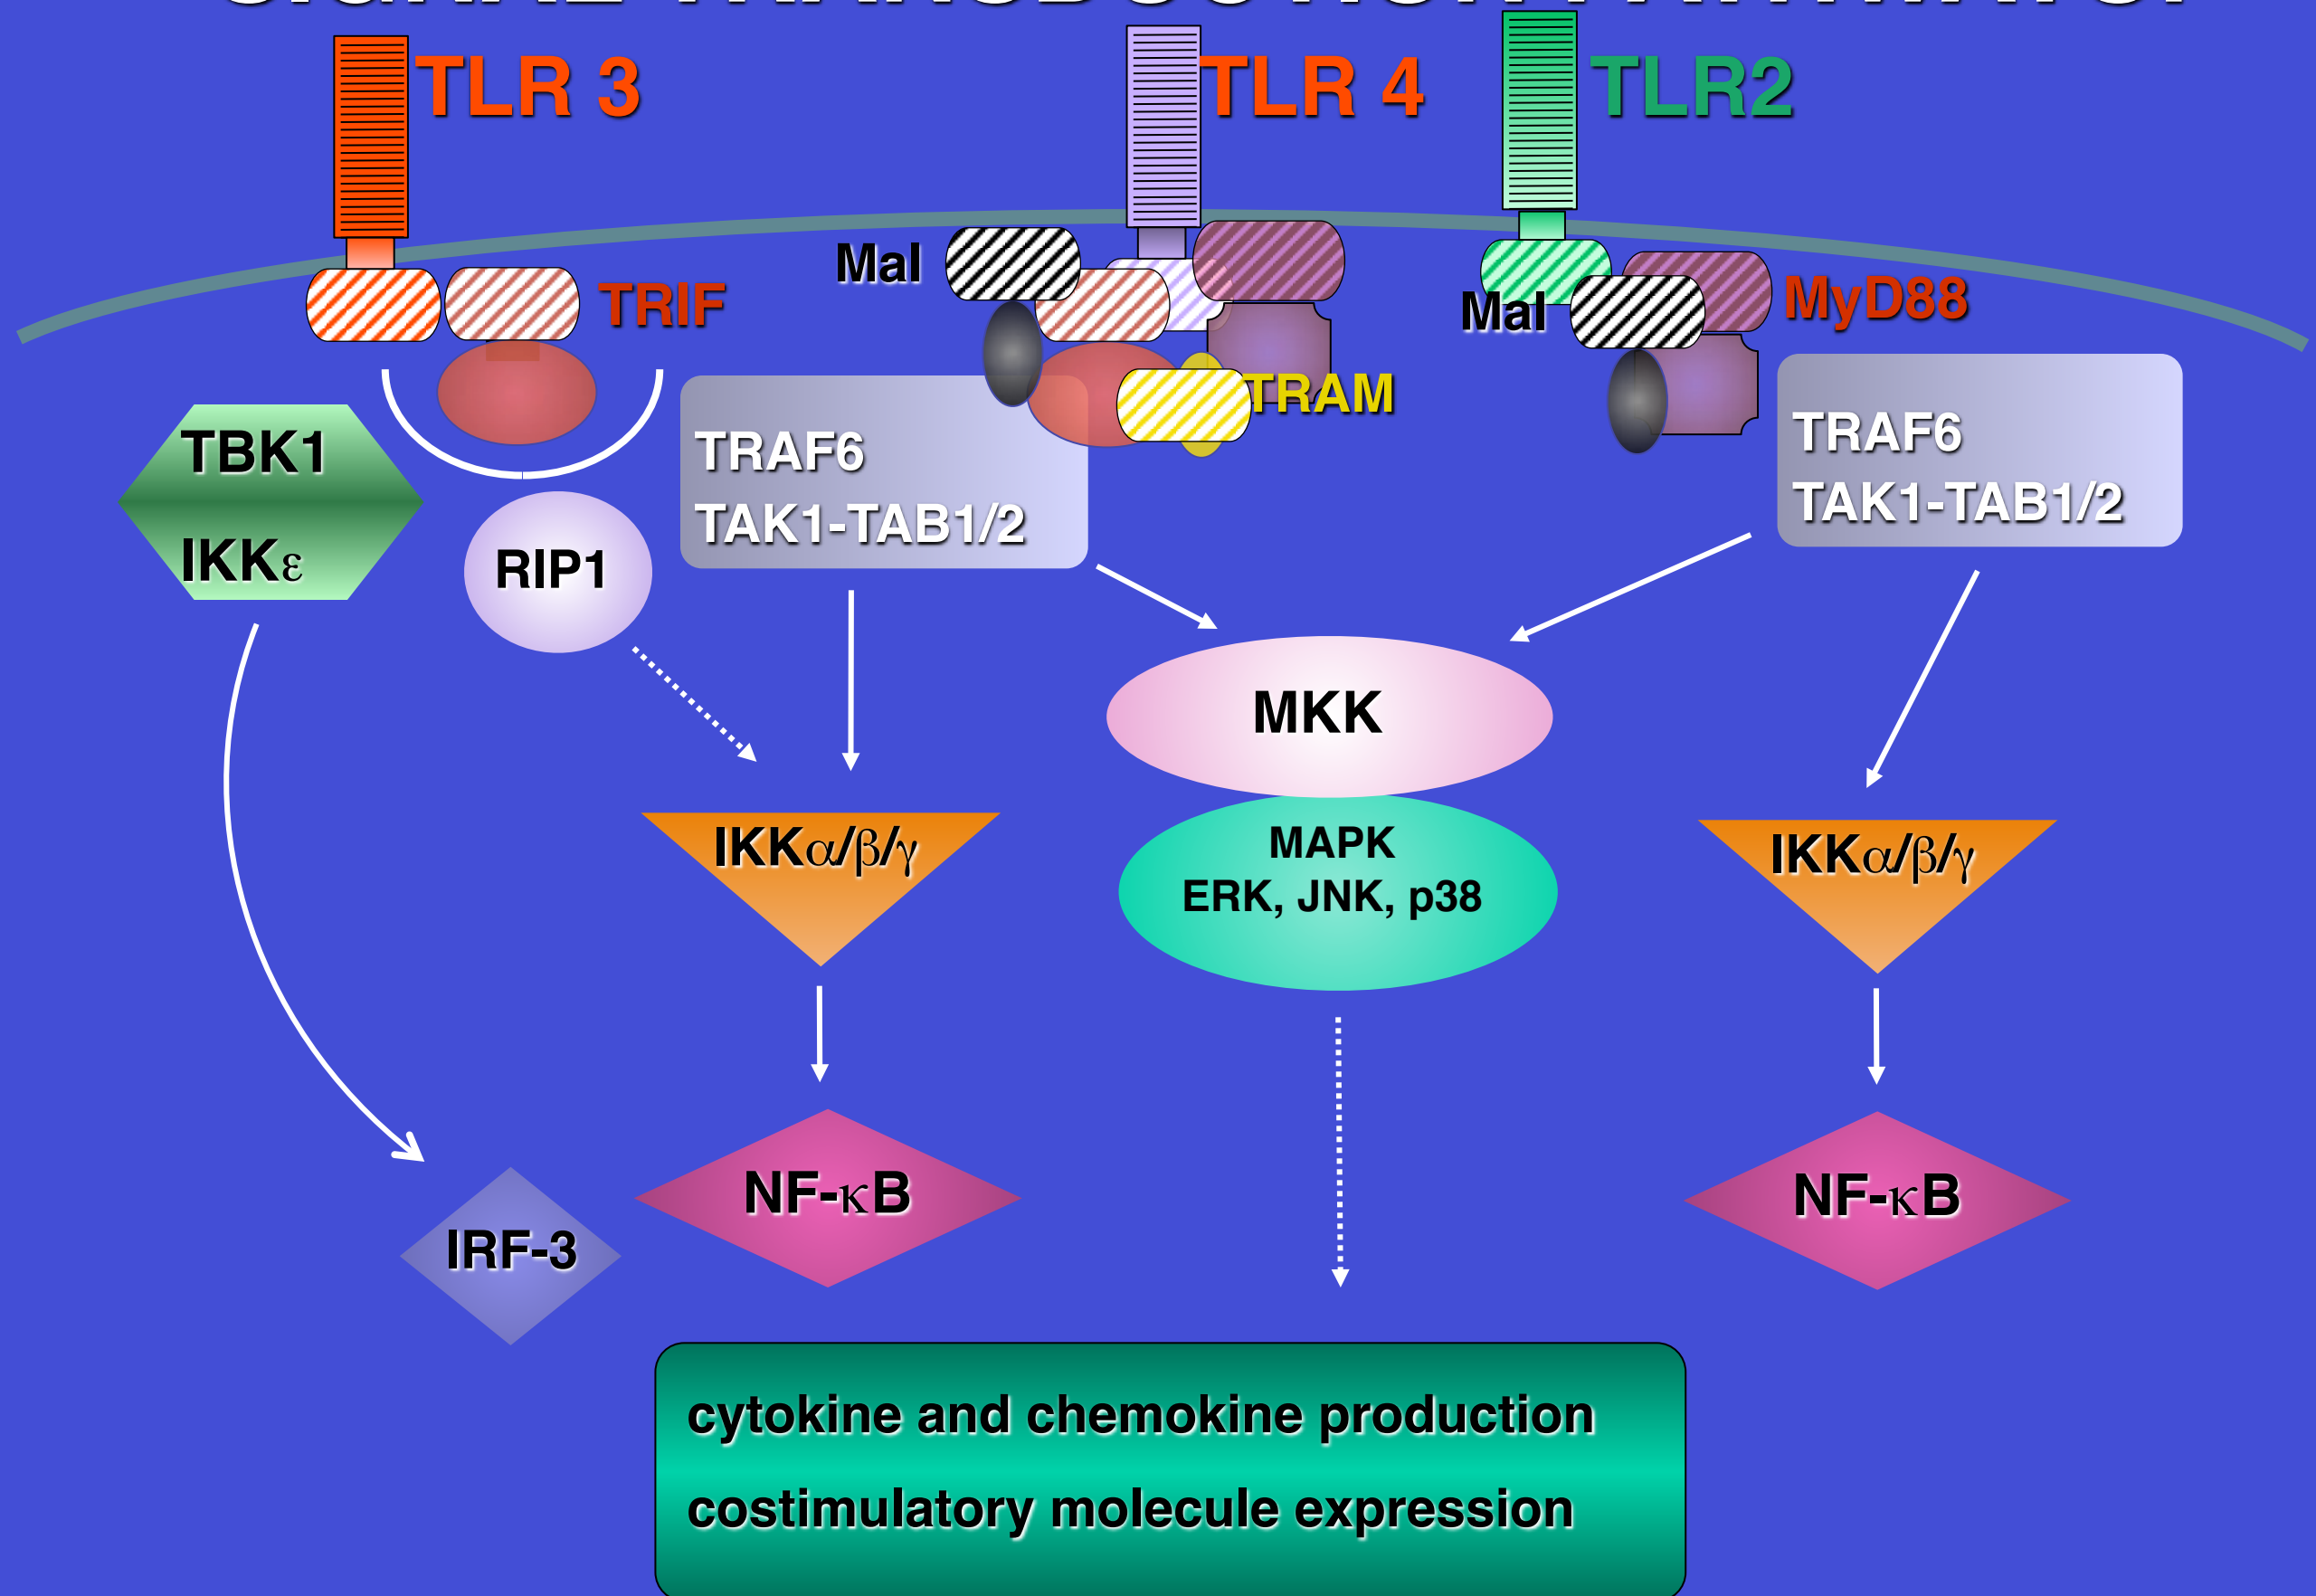 TLR 3
TLR 4
TLR2
Mal
TRIF
Mal
MyD88
TRAM
TBK1
IKKε
TRAF6
TAK1-TAB1/2
TRAF6
TAK1-TAB1/2
RIP1
MKK
IKKα/β/γ
MAPK
ERK, JNK, p38
IKKα/β/γ
NF-κB
NF-κB
IRF-3
cytokine and chemokine production
costimulatory molecule expression